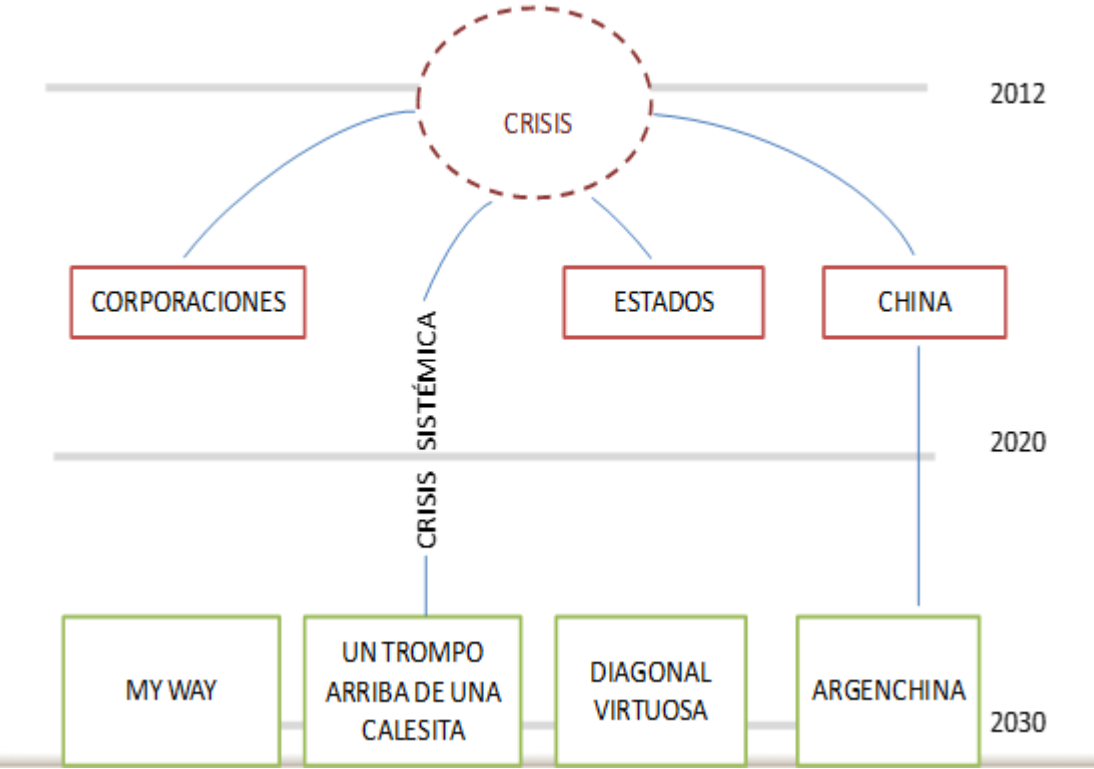 2012
CRISIS
CORPORACIONES
ESTADOS
CHINA
CRISIS SISTÉMICA
2020
MY WAY
UN TROMPO
ARRIBA DE UNA
CALESITA
DIAGONAL
VIRTUOSA
ARGENCHINA
2030